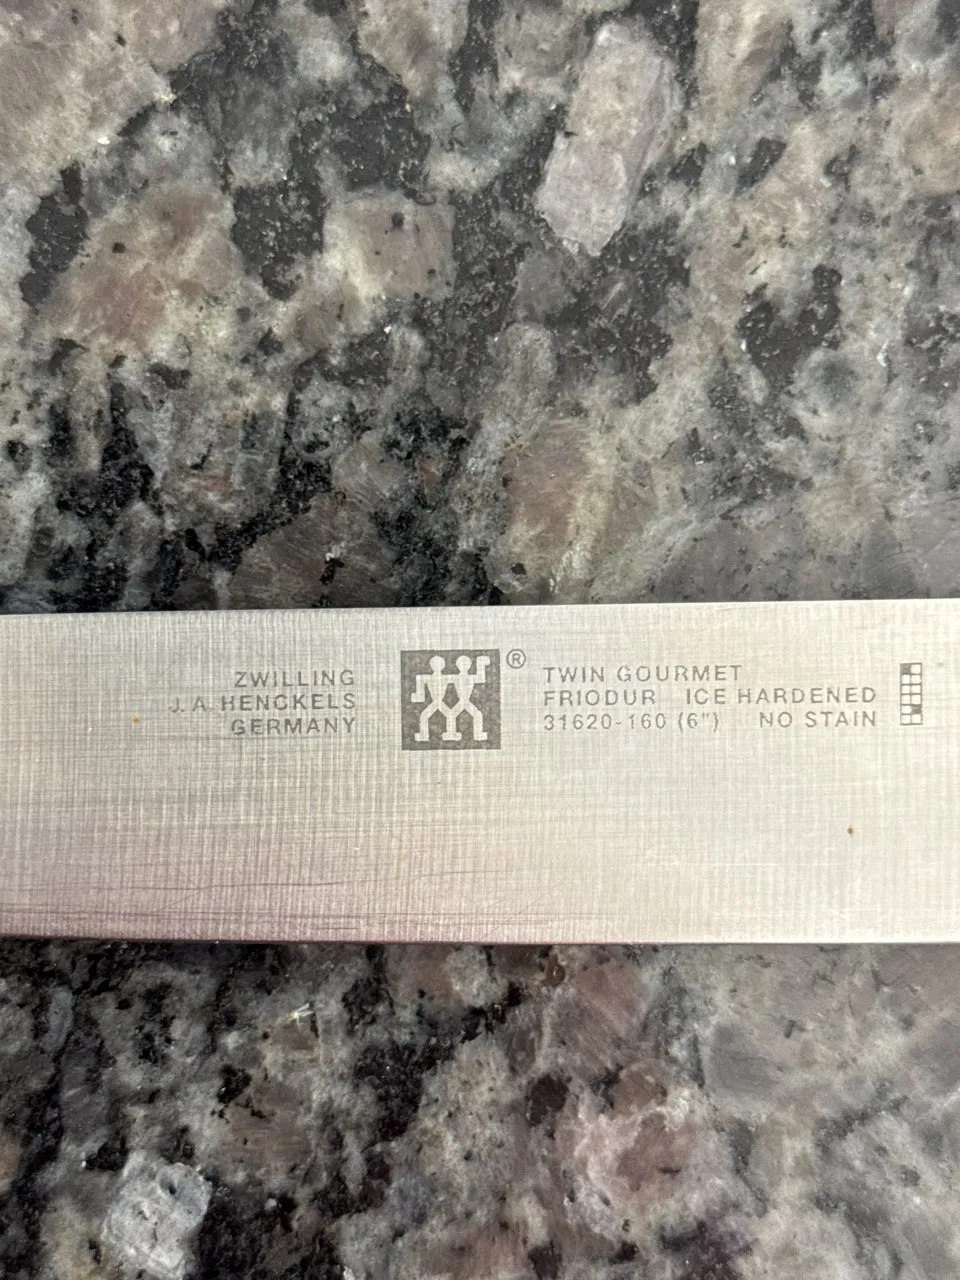 ZWILLING
J.A. HENCKELS
GERMANY
®
TWIN GOURMET
FRIODUR ICE HARDENED
31620-160 (6") NO STAIN